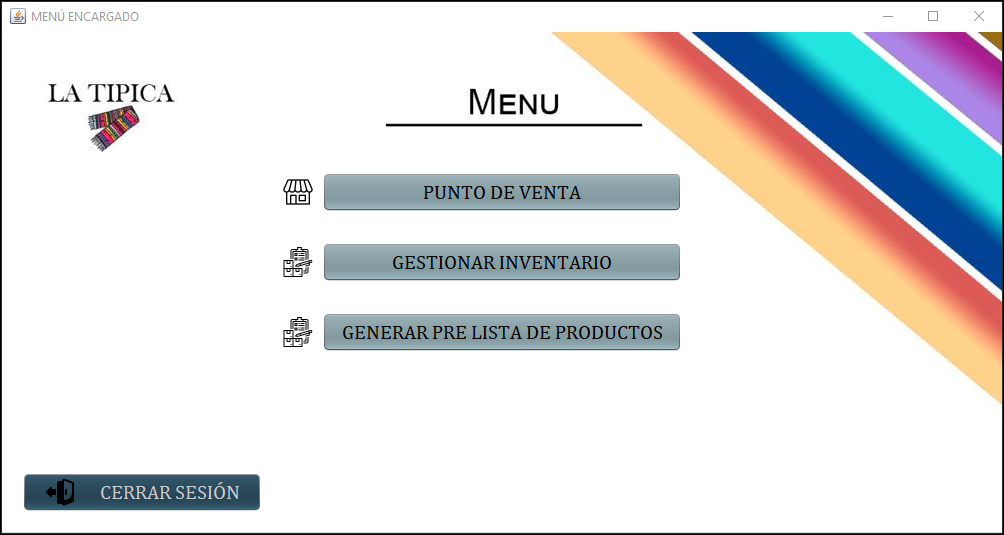 MENÚ ENCARGADO
LA TIPICA
MENU
PUNTO DE VENTA
GESTIONAR INVENTARIO
GENERAR PRE LISTA DE PRODUCTOS
CERRAR SESIÓN